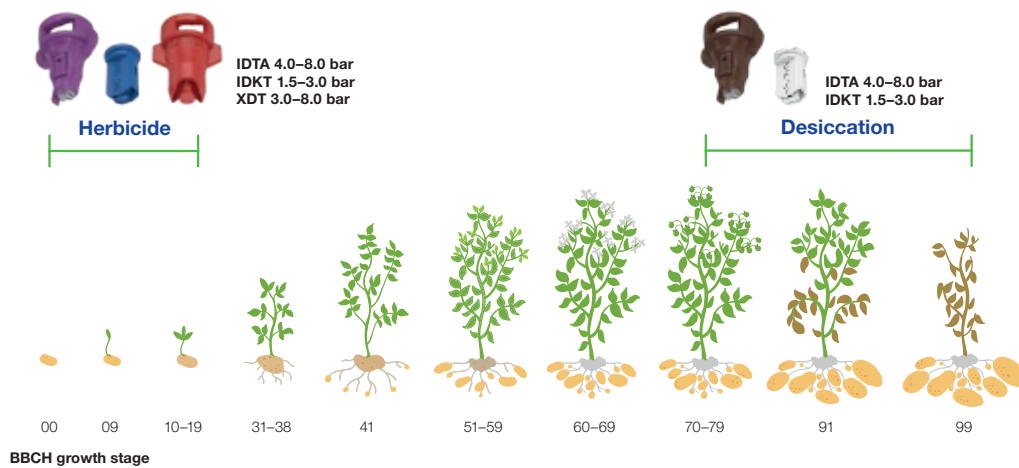 IDTA 4.0–8.0 bar
IDKT 1.5–3.0 bar
XDT 3.0–8.0 bar
Herbicide
IDTA 4.0–8.0 bar
IDKT 1.5–3.0 bar
Desiccation
00 09 10–19 31–38 41 51–59 60–69 70–79 91 99
BBCH growth stage